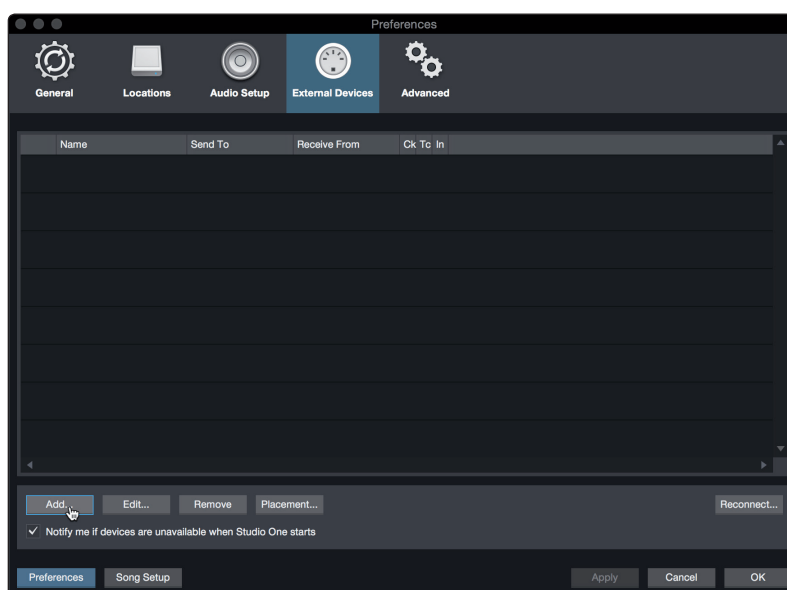 Preferences
General Locations Audio Setup External Devices Advanced
Name Send To Receive From Ck Tc In
Add... Edit... Remove Placement... Reconnect...
Notify me if devices are unavailable when Studio One starts
Preferences Song Setup Apply Cancel OK